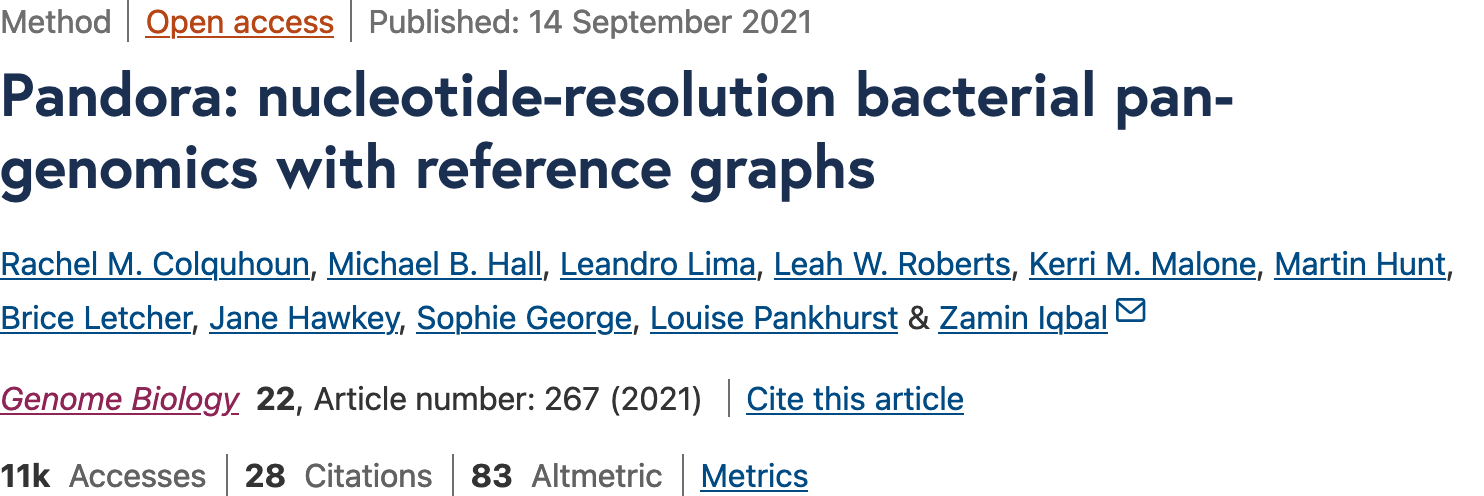 Method | Open access | Published: 14 September 2021
Pandora: nucleotide-resolution bacterial pan-
genomics with reference graphs
Rachel M. Colquhoun, Michael B. Hall, Leandro Lima, Leah W. Roberts, Kerri M. Malone, Martin Hunt,
Brice Letcher, Jane Hawkey, Sophie George, Louise Pankhurst & Zamin Iqbal
Genome Biology 22, Article number: 267 (2021) | Cite this article
11k Accesses | 28 Citations | 83 Altmetric | Metrics